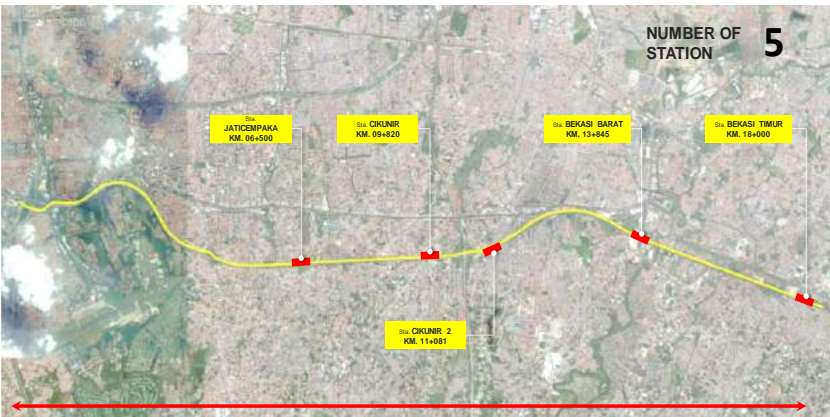 NUMBER OF
STATION
5
Sta.
JATICEMPAKA
KM. 06+500
Sta. CIKUNIR
KM. 09+820
Sta. BEKASI BARAT
KM. 13+845
Sta. BEKASI TIMUR
KM. 18+000
Sta. CIKUNIR 2
KM. 11+081